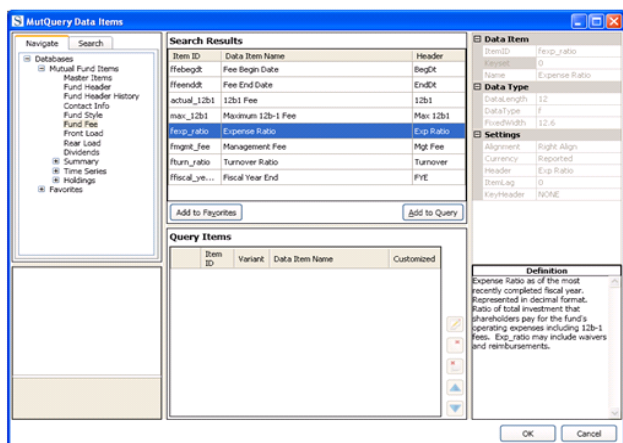 MutQuery Data Items
Navigate
Search
Databases
Mutual Fund Items
Master Items
Fund Header
Fund Header History
Contact Info
Fund Style
Fund Fee
Front Load
Rear Load
Dividends
Summary
Time Series
Holdings
Favorites
Search Results
Item ID Data Item Name Header
ffebegdt Fee Begin Date BegDt
ffeenddt Fee End Date EndDt
actual_12b1 12b1 Fee 12b1
max_12b1 Maximum 12b-1 Fee Max 12b1
fexp_ratio Expense Ratio Exp Ratio
fmgmt_fee Management Fee Mgt Fee
fturn_ratio Turnover Ratio Turnover
ffiscal_ye... Fiscal Year End FYE
Add to Favorites
Add to Query
Query Items
Item ID Variant Data Item Name Customized
Data Item
ItemID fexp_ratio
Keyset 0
Name Expense Ratio
Data Type
DataLength 12
DataType f
FixedWidth 12.6
Settings
Alignment Right Align
Currency Reported
Header Exp Ratio
ItemLag 0
KeyHeader NONE
Definition
Expense Ratio as of the most
recently completed fiscal year.
Represented in decimal format.
Ratio of total investment that
shareholders pay for the fund's
operating expenses including 12b-1
fees. Exp_ratio may include waivers
and reimbursements.
OK
Cancel